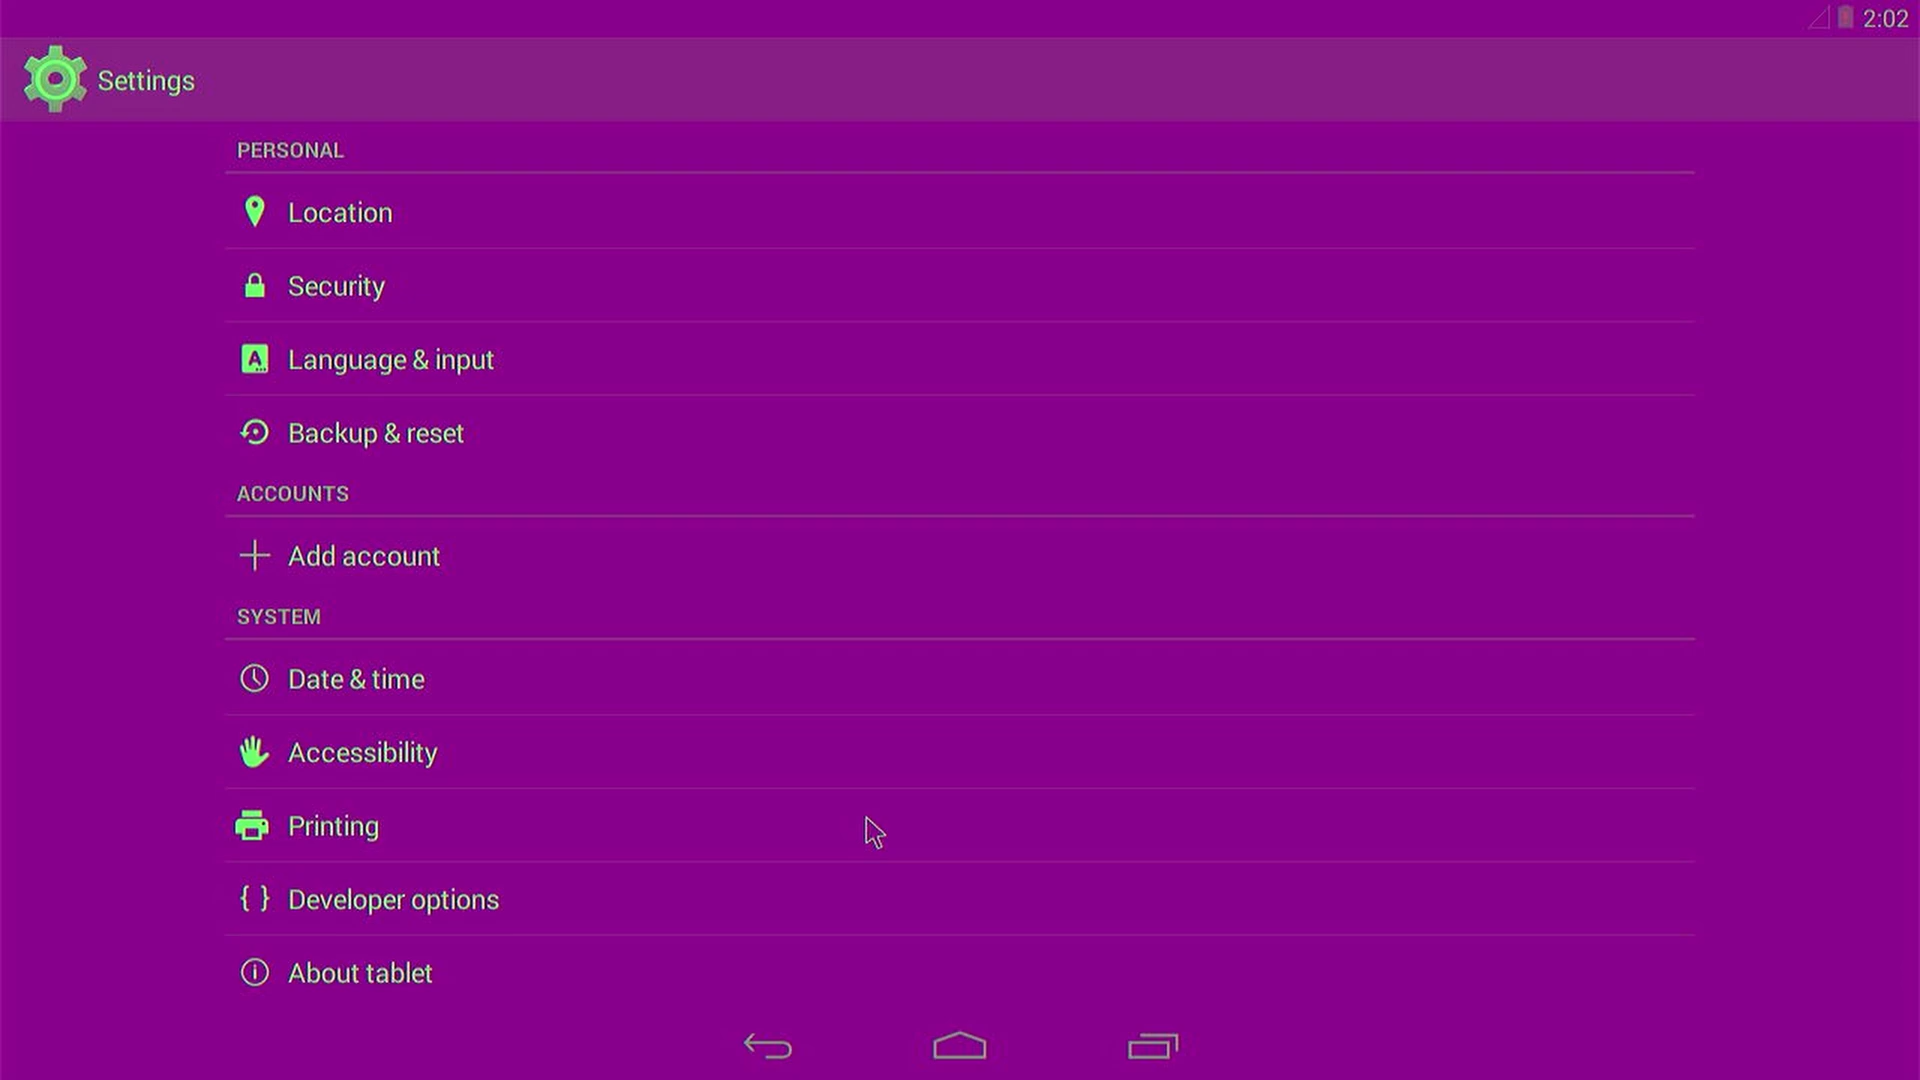 2:02
Settings
PERSONAL
Location
Security
Language & input
Backup & reset
ACCOUNTS
Add account
SYSTEM
Date & time
Accessibility
Printing
{ } Developer options
About tablet